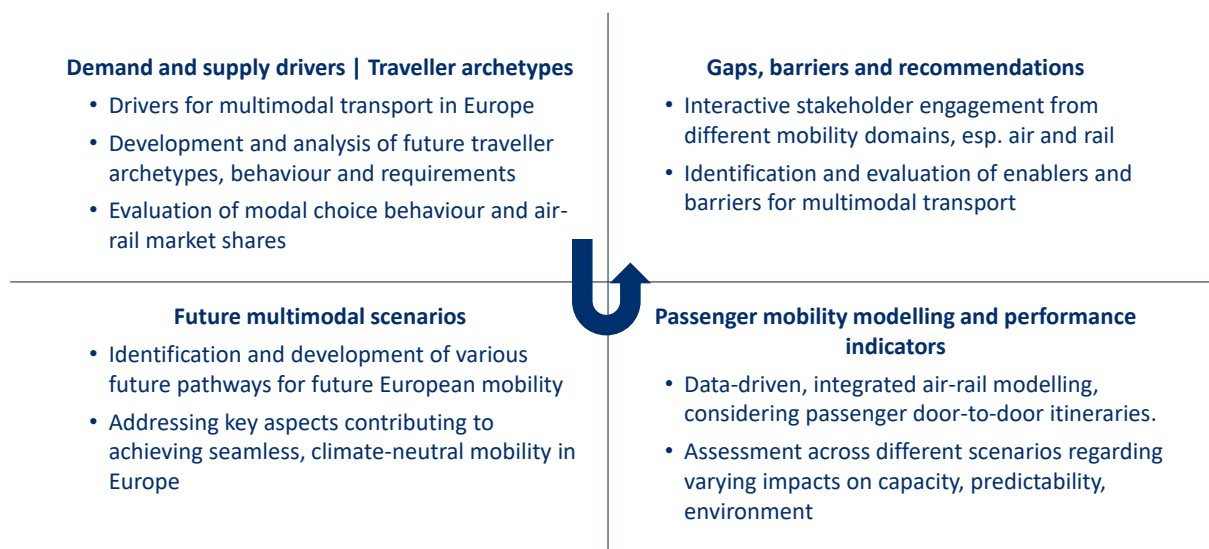 Demand and supply drivers | Traveller archetypes
• Drivers for multimodal transport in Europe
• Development and analysis of future traveller
archetypes, behaviour and requirements
• Evaluation of modal choice behaviour and air-
rail market shares
Gaps, barriers and recommendations
• Interactive stakeholder engagement from
different mobility domains, esp. air and rail
• Identification and evaluation of enablers and
barriers for multimodal transport
Future multimodal scenarios
• Identification and development of various
future pathways for future European mobility
• Addressing key aspects contributing to
achieving seamless, climate-neutral mobility in
Europe
Passenger mobility modelling and performance
indicators
• Data-driven, integrated air-rail modelling,
considering passenger door-to-door itineraries.
• Assessment across different scenarios regarding
varying impacts on capacity, predictability,
environment